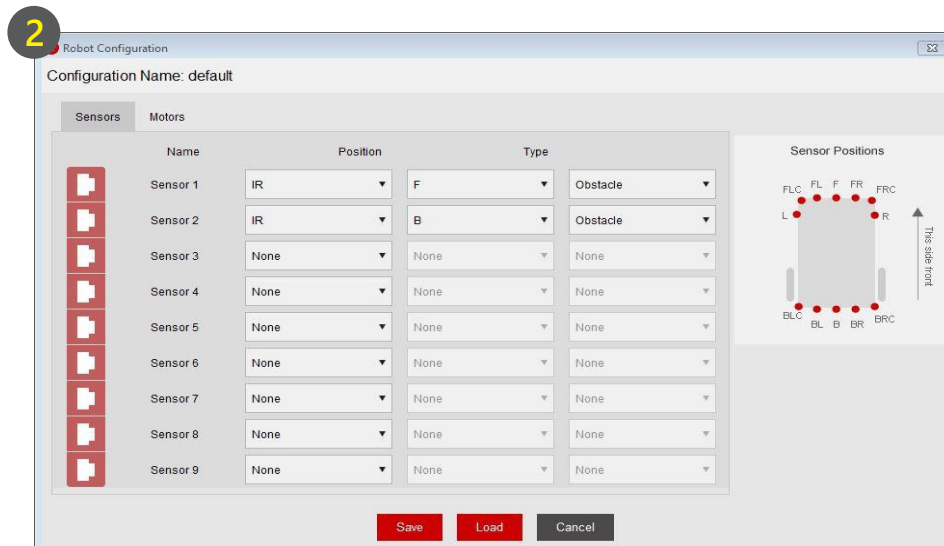 2
Robot Configuration
Configuration Name: default
Sensors Motors
Name Position Type
Sensor 1 IR F Obstacle
Sensor 2 IR B Obstacle
Sensor 3 None None None
Sensor 4 None None None
Sensor 5 None None None
Sensor 6 None None None
Sensor 7 None None None
Sensor 8 None None None
Sensor 9 None None None
Sensor Positions
FLC FL F FR FRC
L R
This side front
BLC BL B BR BRC
Save Load Cancel